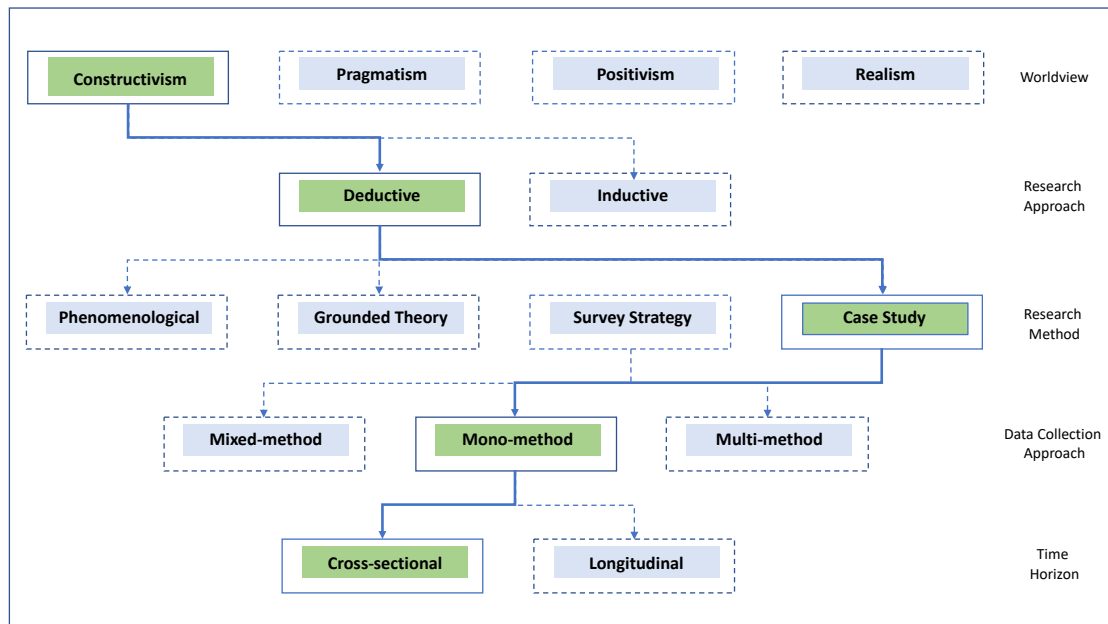 Constructivism
Pragmatism
Positivism
Realism
Worldview
Deductive
Inductive
Research
Approach
Phenomenological
Grounded Theory
Survey Strategy
Case Study
Research
Method
Mixed-method
Mono-method
Multi-method
Data Collection
Approach
Cross-sectional
Longitudinal
Time
Horizon